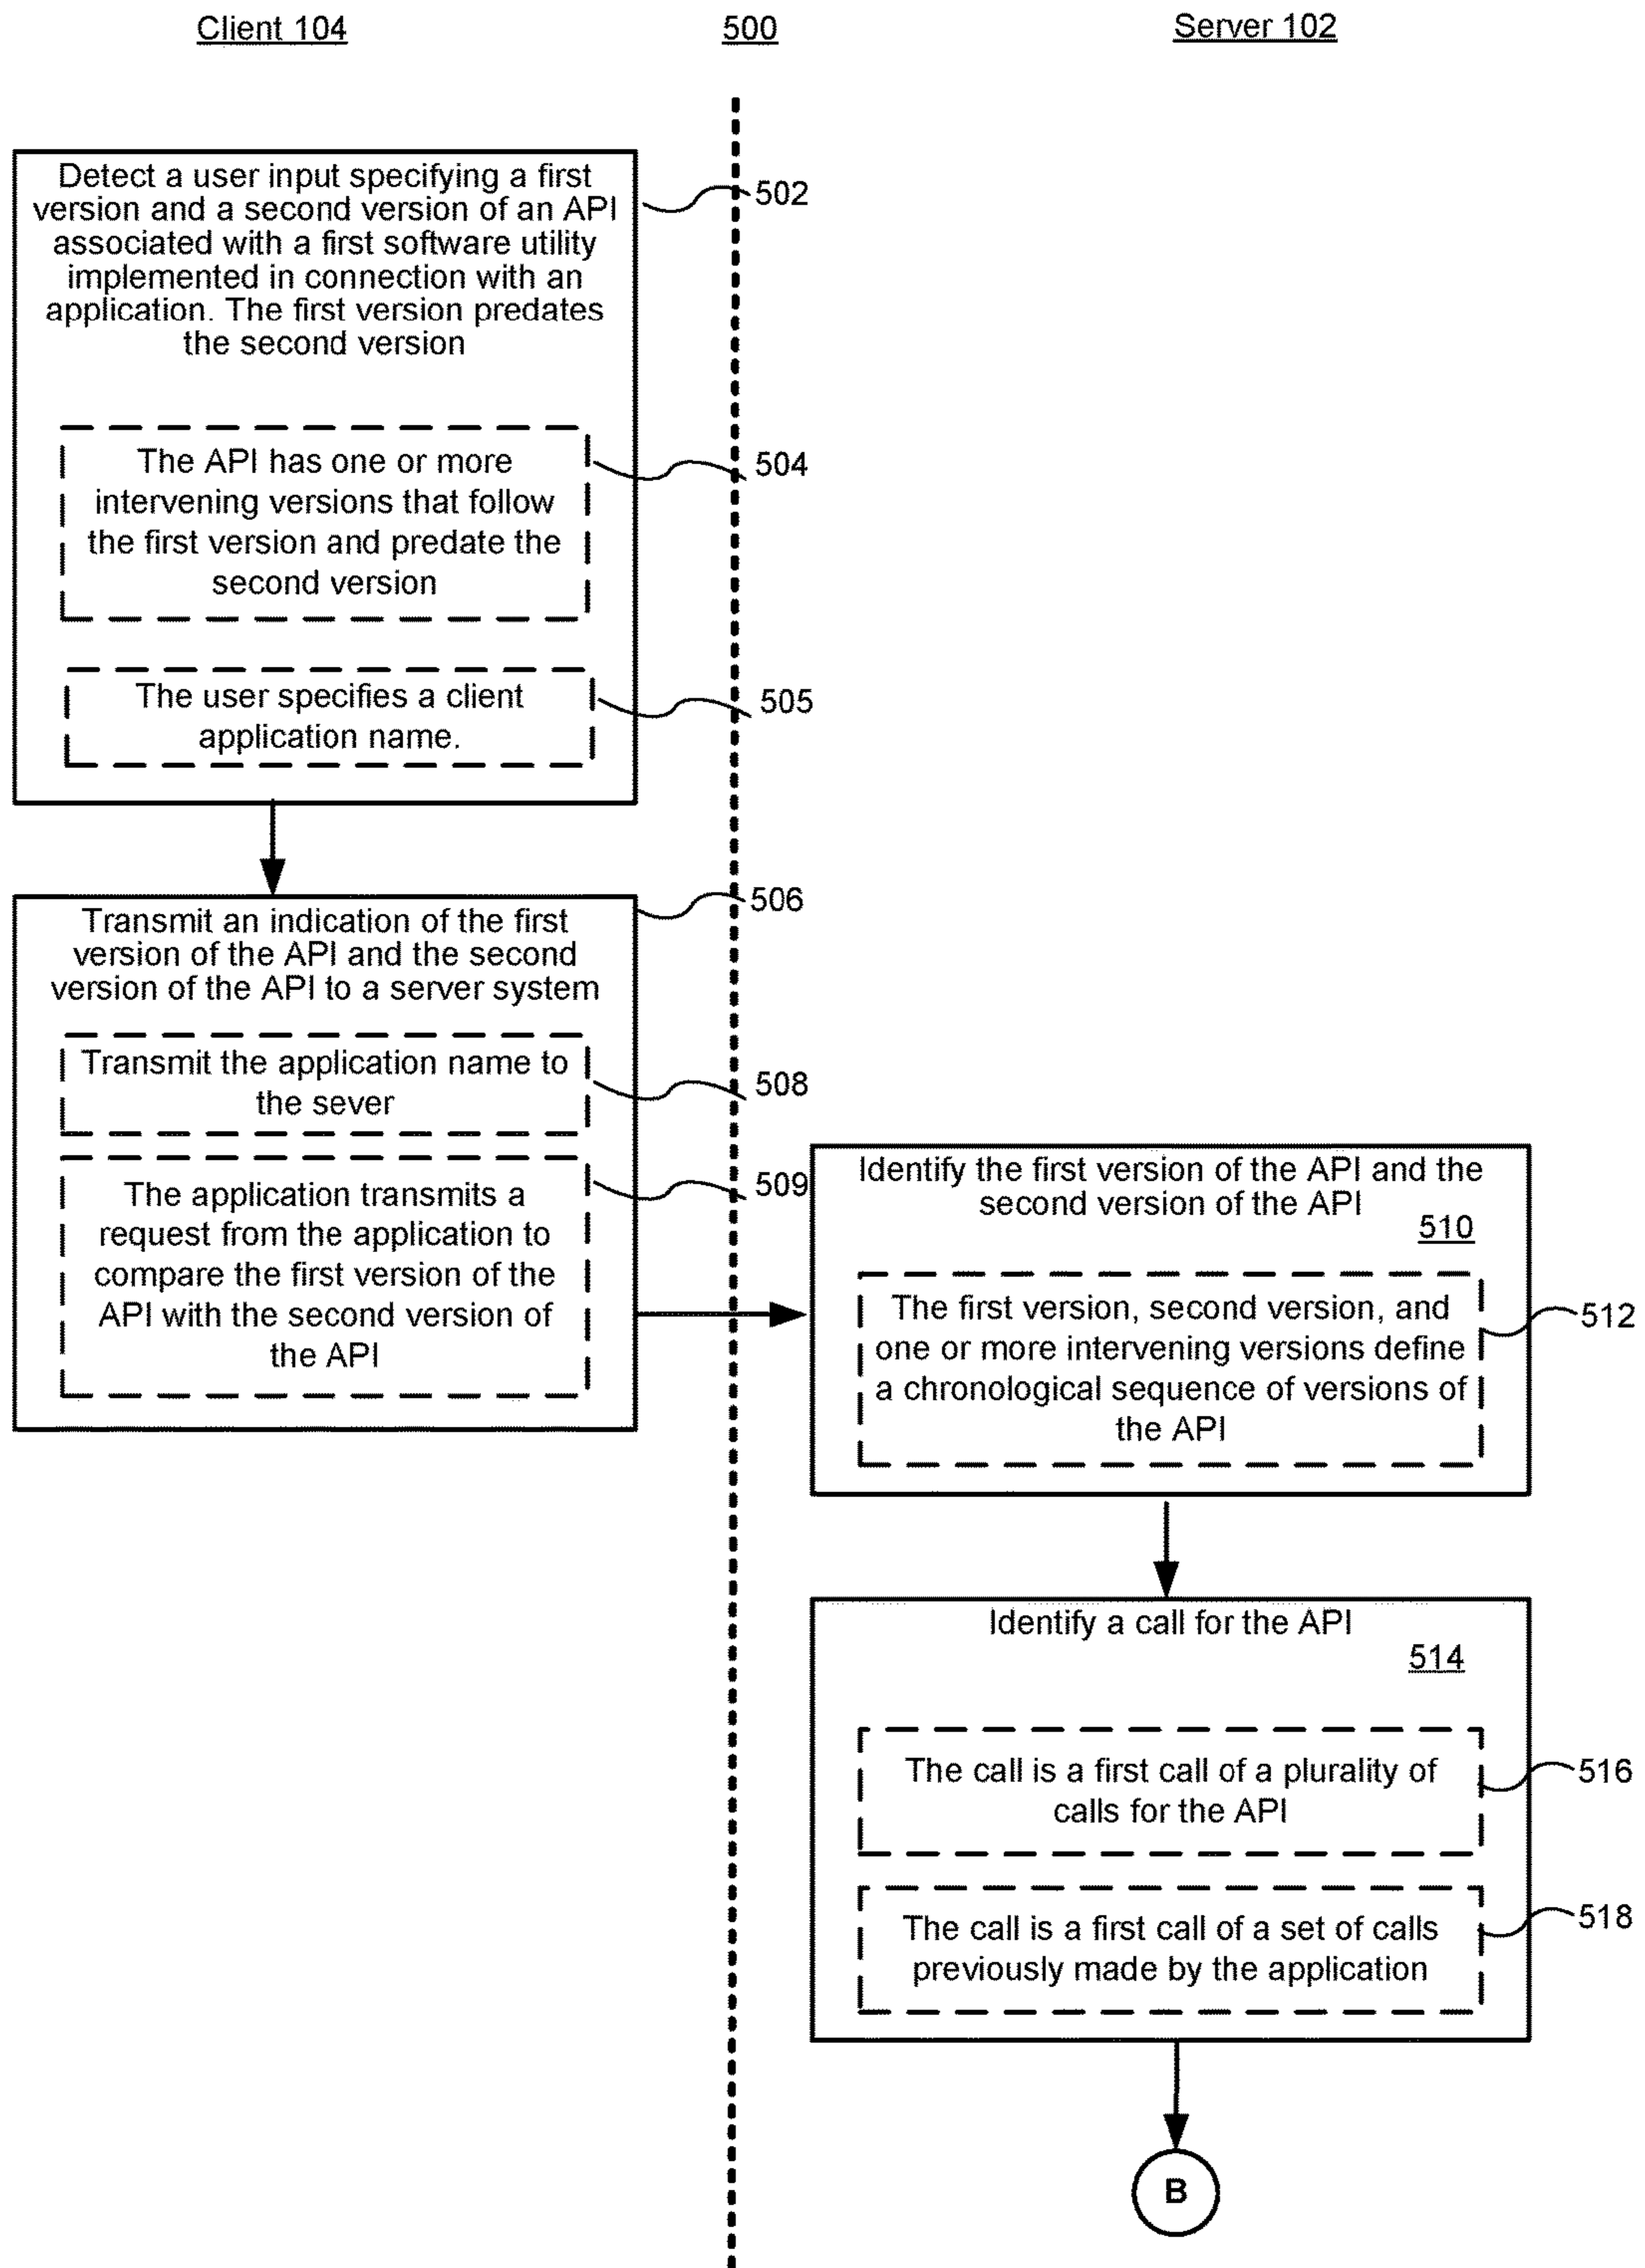 Client 104
500
Server 102
Detect a user input specifying a first
version and a second version of an API
associated with a first software utility
implemented in connection with an
application. The first version predates
the second version
502
The API has one or more
intervening versions that follow
the first version and predate the
second version
504
The user specifies a client
application name.
505
Transmit an indication of the first
version of the API and the second
version of the API to a server system
506
Transmit the application name to
the sever
508
The application transmits a
request from the application to
compare the first version of the
API with the second version of
the API
509
Identify the first version of the API and the
second version of the API
510
The first version, second version, and
one or more intervening versions define
a chronological sequence of versions of
the API
512
Identify a call for the API
514
The call is a first call of a plurality of
calls for the API
516
The call is a first call of a set of calls
previously made by the application
518
B